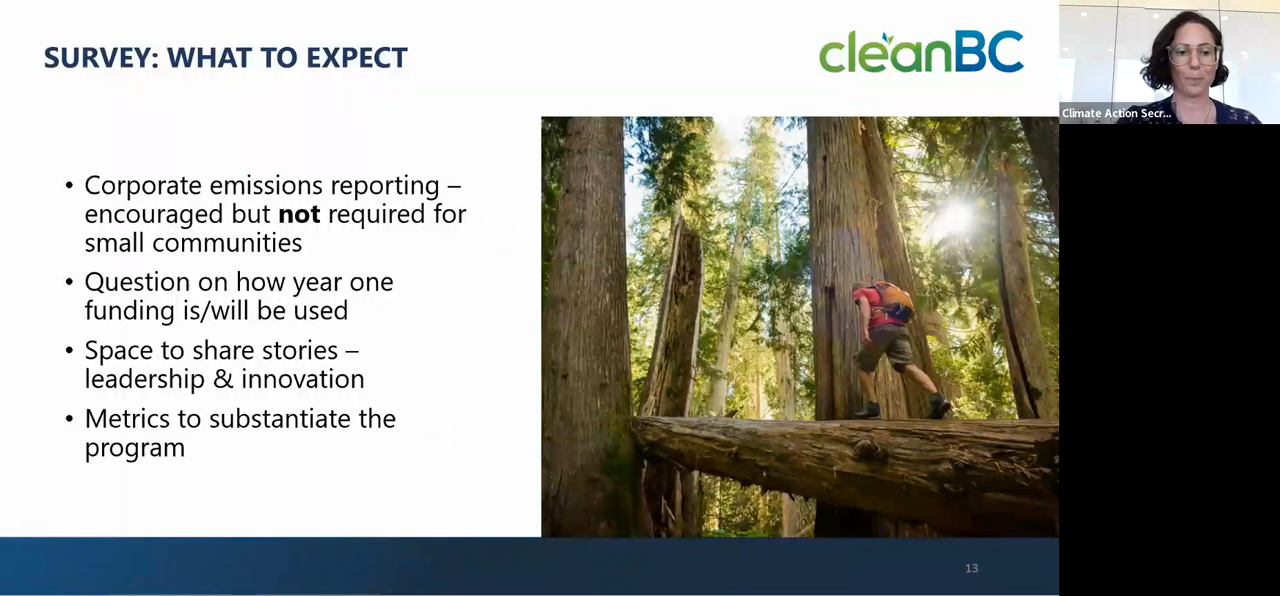 SURVEY: WHAT TO EXPECT
cleanBC
• Corporate emissions reporting –
encouraged but not required for
small communities
• Question on how year one
funding is/will be used
• Space to share stories –
leadership & innovation
• Metrics to substantiate the
program
13
Climate Action Secr...